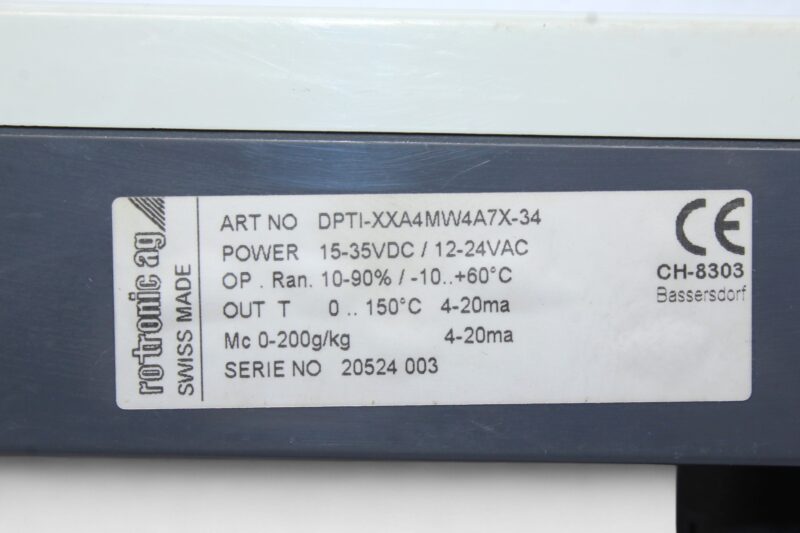 rotronic ag
SWISS MADE
ART NO DPTI-XXA4MW4A7X-34
POWER 15-35VDC / 12-24VAC
OP . Ran. 10-90% / -10..+60°C
OUT T 0 .. 150°C 4-20ma
Mc 0-200g/kg 4-20ma
SERIE NO 20524 003
CE
CH-8303
Bassersdorf